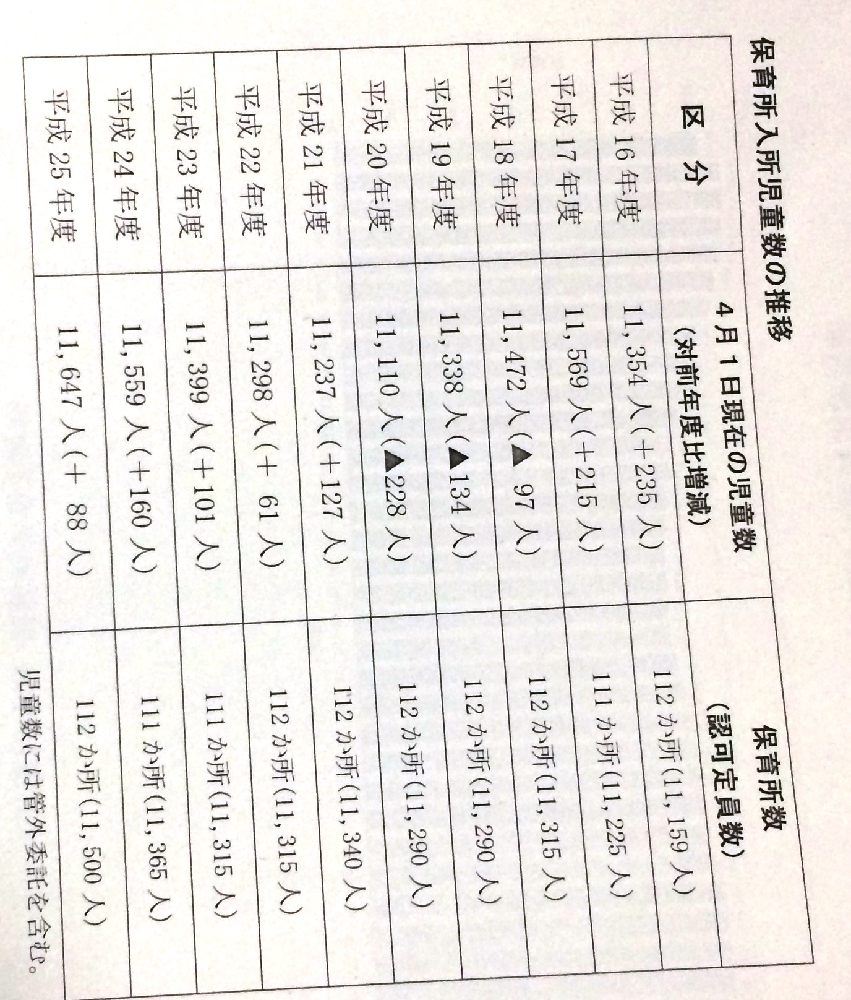 保育所入所児童数の推移
区 分 4月1日現在の児童数 (対前年度比増減) 保育所数 (認可定員数)
平成 16 年度 11,354 人(+235 人) 112 か所(11,159 人)
平成 17 年度 11,569 人(+215 人) 111 か所(11,225 人)
平成 18 年度 11,472 人(▲ 97 人) 112 か所(11,315 人)
平成 19 年度 11,338 人(▲134 人) 112 か所(11,290 人)
平成 20 年度 11,110 人(▲228 人) 112 か所(11,290 人)
平成 21 年度 11,237 人(+127 人) 112 か所(11,340 人)
平成 22 年度 11,298 人(+ 61 人) 112 か所(11,315 人)
平成 23 年度 11,399 人(+101 人) 111 か所(11,315 人)
平成 24 年度 11,559 人(+160 人) 111 か所(11,365 人)
平成 25 年度 11,647 人(+ 88 人) 112 か所(11,500 人)
児童数には管外委託を含む。